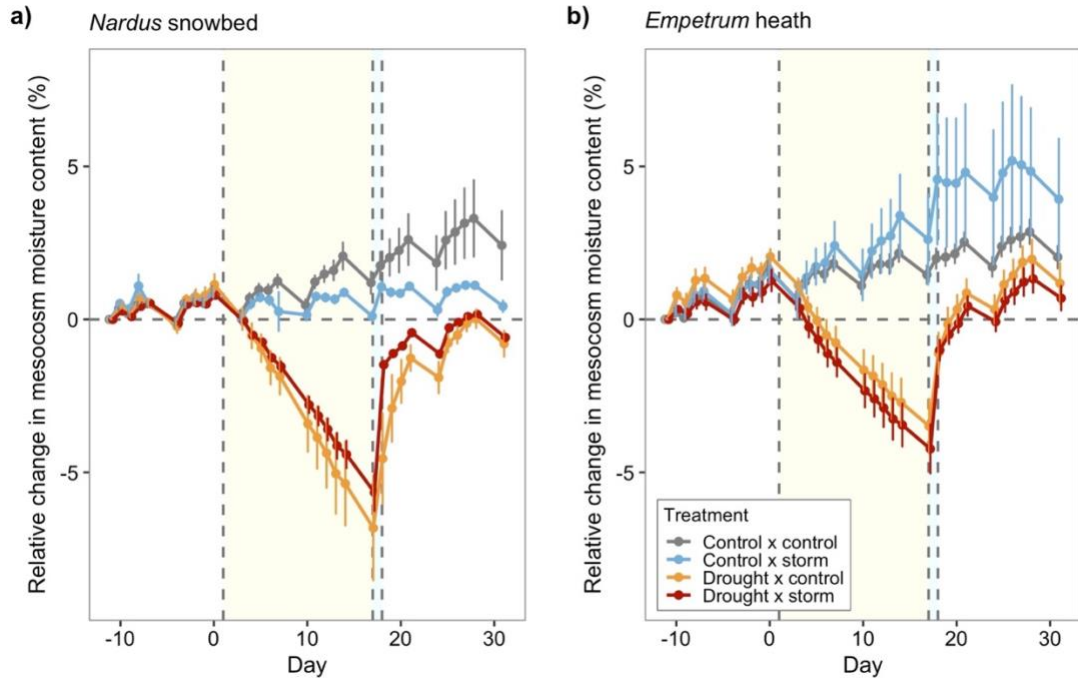 a) Nardus snowbed
Relative change in mesocosm moisture content (%)
5
0
-5
-10 0 10 20 30
Day
b) Empetrum heath
Relative change in mesocosm moisture content (%)
5
0
-5
Treatment
Control x control
Control x storm
Drought x control
Drought x storm
-10 0 10 20 30
Day